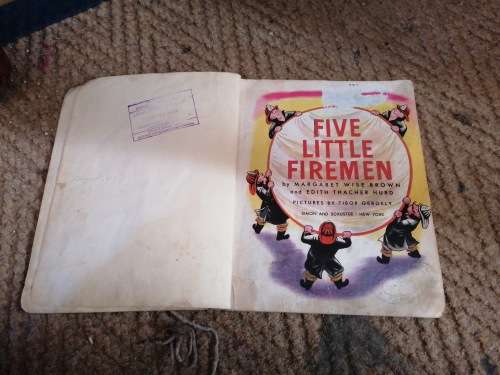 FIVE
LITTLE
FIREMEN
by MARGARET WISE BROWN
and EDITH THACHER HURD
PICTURES BY TIBOR GERGELY
SIMON AND SCHUSTER · NEW YORK